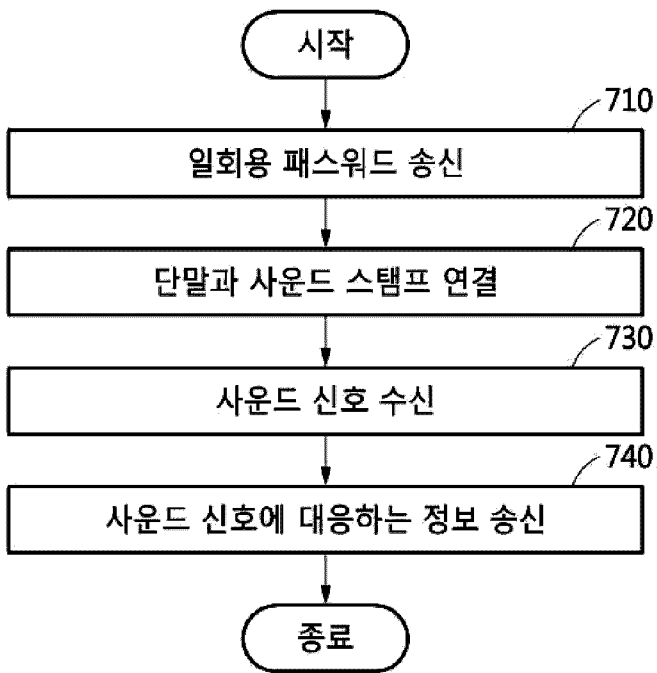 시작
710
일회용 패스워드 송신
720
단말과 사운드 스탬프 연결
730
사운드 신호 수신
740
사운드 신호에 대응하는 정보 송신
종료